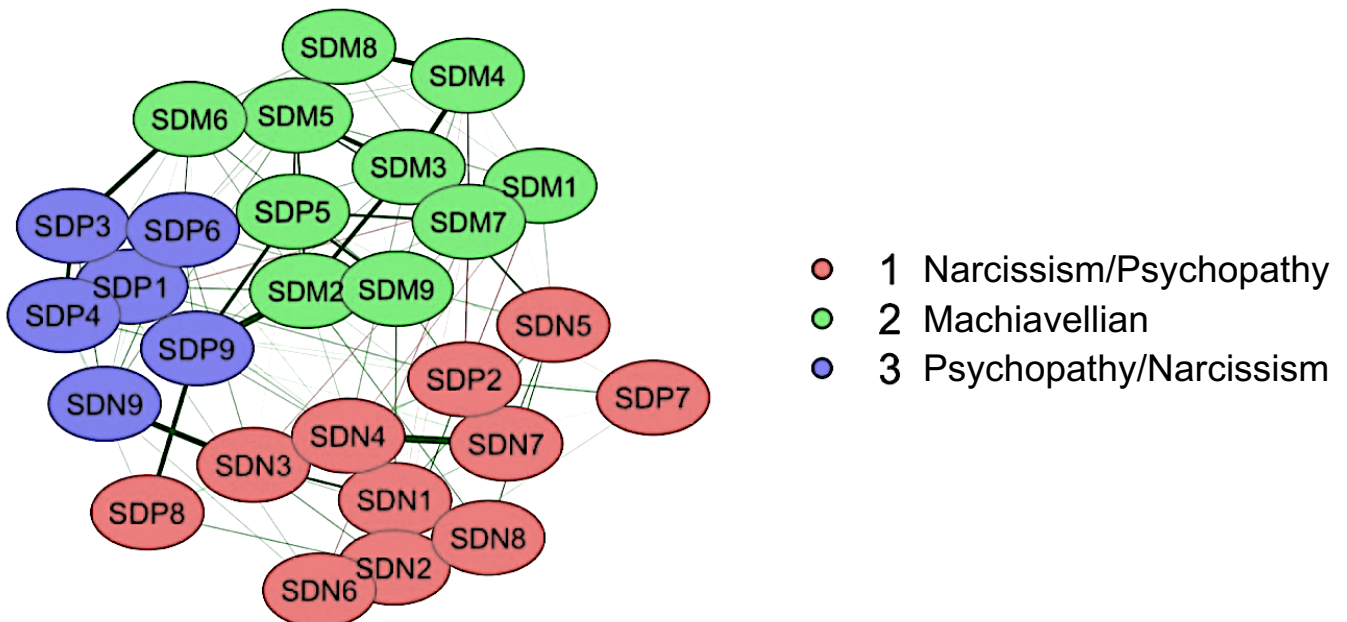 SDM8
SDM4
SDM6
SDM5
SDM3
SDM1
SDP3
SDP6
SDP5
SDM7
SDP1
SDP4
SDM2
SDM9
SDP9
SDN5
SDN9
SDP2
SDP7
SDN3
SDN4
SDN7
SDP8
SDN1
SDN8
SDN2
SDN6
1 Narcissism/Psychopathy
2 Machiavellian
3 Psychopathy/Narcissism